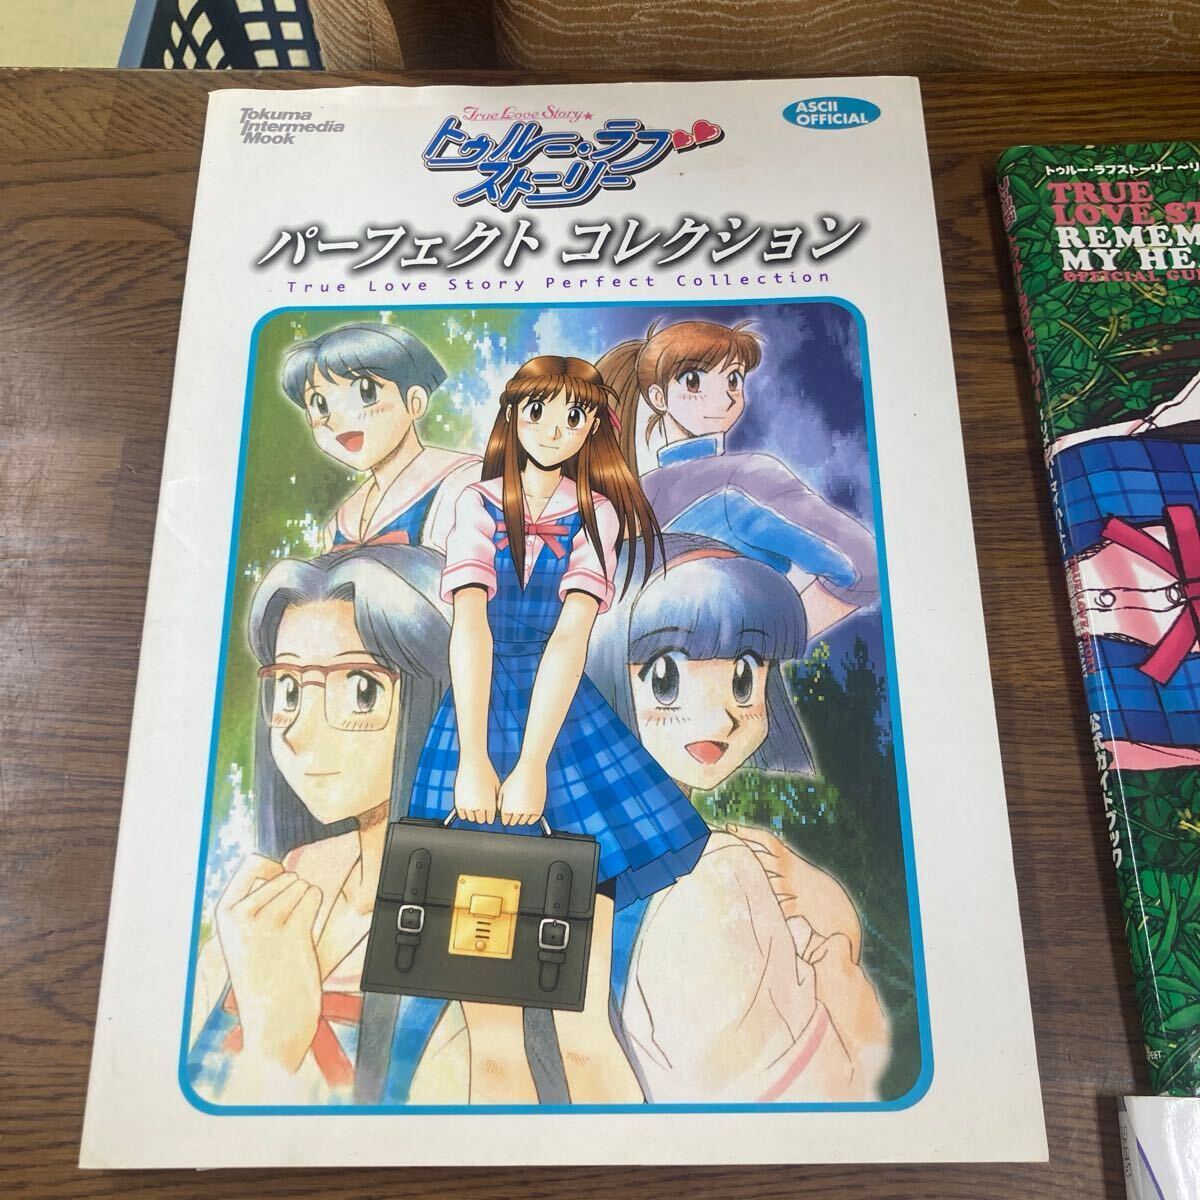 Tokuma
Intermedia
Mook
True Love Story
トゥルー・ラブ
ストーリー
ASCII
OFFICIAL
パーフェクト コレクション
True Love Story Perfect Collection
トゥルー・ラブストーリー 〜リ
TRUE
LOVE ST
REMEM
MY HEA
OFFICIAL GUI
公式ガイドブック